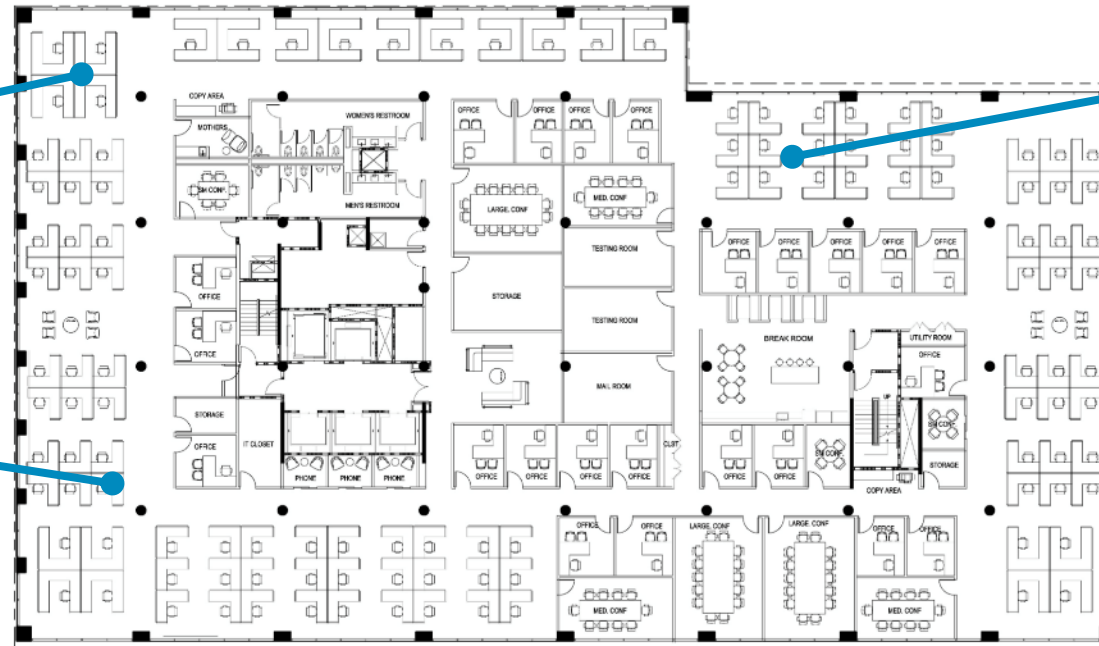 COPY AREA
MOTHERS
WOMEN'S RESTROOM
SM CONF.
MEN'S RESTROOM
OFFICE
OFFICE
OFFICE
OFFICE
LARGE. CONF
MED. CONF
TESTING ROOM
STORAGE
TESTING ROOM
MAIL ROOM
OFFICE
OFFICE
OFFICE
OFFICE
OFFICE
OFFICE
OFFICE
STORAGE
OFFICE
IT CLOSET
PHONE
PHONE
PHONE
BREAK ROOM
UTILITY ROOM
OFFICE
UP
SM CONF.
STORAGE
COPY AREA
OFFICE
OFFICE
OFFICE
OFFICE
CLST
OFFICE
OFFICE
SM CONF.
OFFICE
OFFICE
LARGE. CONF
LARGE. CONF
OFFICE
OFFICE
MED. CONF
MED. CONF